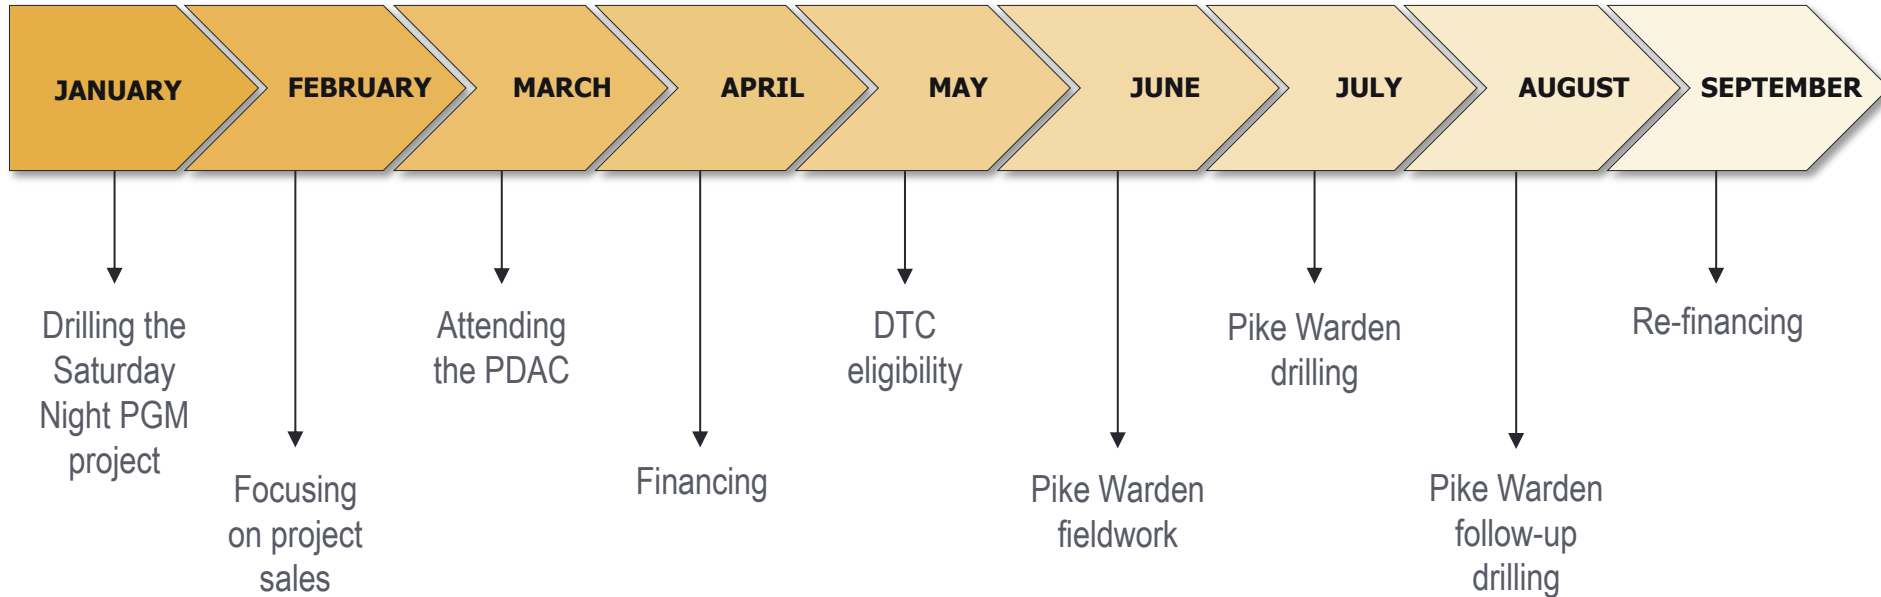 JANUARY
FEBRUARY
MARCH
APRIL
MAY
JUNE
JULY
AUGUST
SEPTEMBER
Drilling the
Saturday
Night PGM
project
Focusing
on project
sales
Attending
the PDAC
Financing
DTC
eligibility
Pike Warden
fieldwork
Pike Warden
drilling
Pike Warden
follow-up
drilling
Re-financing